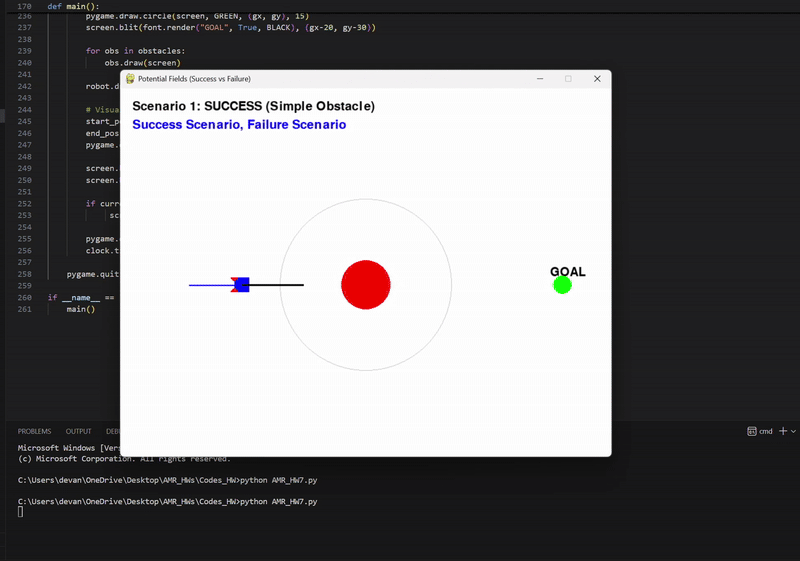 170 def main():
236 pygame.draw.circle(screen, GREEN, (gx, gy), 15)
237 screen.blit(font.render("GOAL", True, BLACK), (gx-20, gy-30))
238
239 for obs in obstacles:
240 obs.draw(screen)
241
242 robot.d
243
244 # Visua
245 start_po
246 end_pos
247 pygame.
248
249 screen.
250 screen.
251
252 if curr
253 sc
254
255 pygame.
256 clock.t
257
258 pygame.quit
259
260 if __name__ ==
261 main()
Potential Fields (Success vs Failure)
Scenario 1: SUCCESS (Simple Obstacle)
Success Scenario, Failure Scenario
GOAL
PROBLEMS OUTPUT DEB
cmd
Microsoft Windows [Vers
(c) Microsoft Corporation. All rights reserved.
C:\Users\devan\OneDrive\Desktop\AMR_HWs\Codes_HW>python AMR_HW7.py
C:\Users\devan\OneDrive\Desktop\AMR_HWs\Codes_HW>python AMR_HW7.py